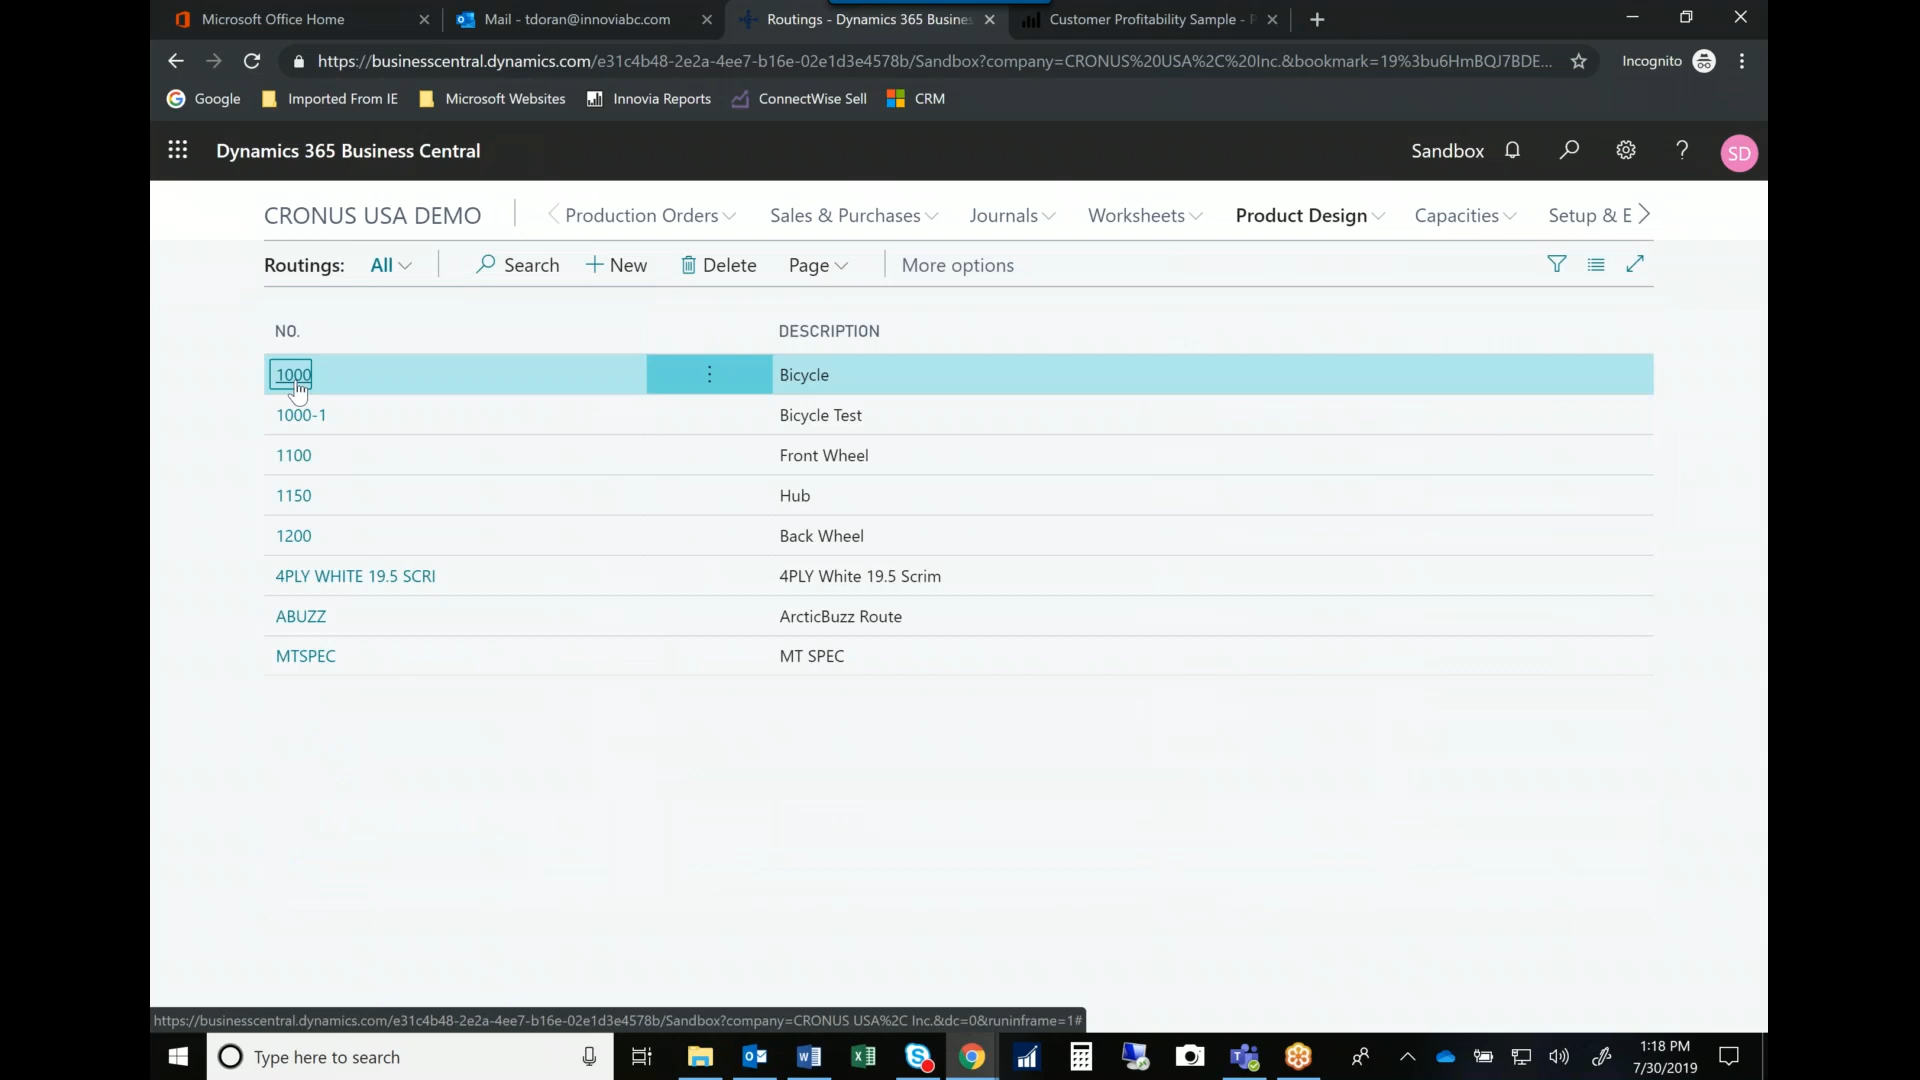 Microsoft Office Home
Mail - tdoran@innoviabc.com
Routings - Dynamics 365 Busine
Customer Profitability Sample -
https://businesscentral.dynamics.com/e31c4b48-2e2a-4ee7-b16e-02e1d3e4578b/Sandbox?company=CRONUS%20USA%2C%20Inc.&bookmark=19%3bu6HmBQJ7BDE...
Incognito
Google
Imported From IE
Microsoft Websites
Innovia Reports
ConnectWise Sell
CRM
Dynamics 365 Business Central
Sandbox
?
SD
CRONUS USA DEMO
Production Orders
Sales & Purchases
Journals
Worksheets
Product Design
Capacities
Setup & E
Routings:
All
Search
New
Delete
Page
More options
NO.
DESCRIPTION
1000
Bicycle
1000-1
Bicycle Test
1100
Front Wheel
1150
Hub
1200
Back Wheel
4PLY WHITE 19.5 SCRI
4PLY White 19.5 Scrim
ABUZZ
ArcticBuzz Route
MTSPEC
MT SPEC
https://businesscentral.dynamics.com/e31c4b48-2e2a-4ee7-b16e-02e1d3e4578b/Sandbox?company=CRONUS USA%2C Inc.&dc=0&runinframe=1#
Type here to search
1:18 PM
7/30/2019